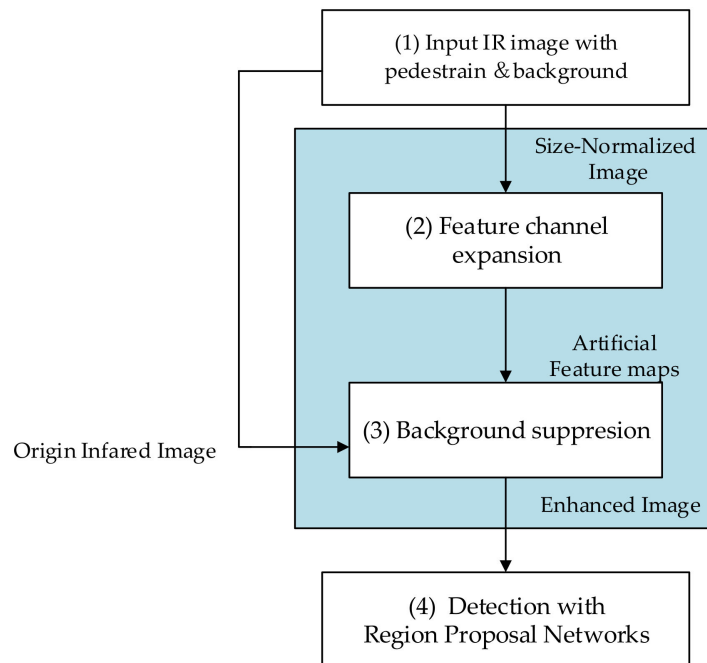 (1) Input IR image with
pedestrain & background
Size-Normalized
Image
(2) Feature channel
expansion
Artificial
Feature maps
(3) Background suppresion
Origin Infared Image
Enhanced Image
(4) Detection with
Region Proposal Networks